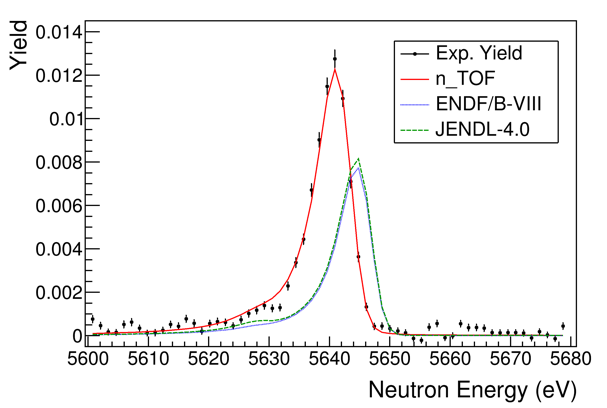 Yield
0.014
0.012
0.01
0.008
0.006
0.004
0.002
0
5600 5610 5620 5630 5640 5650 5660 5670 5680
Neutron Energy (eV)
Exp. Yield
n_TOF
ENDF/B-VIII
JENDL-4.0